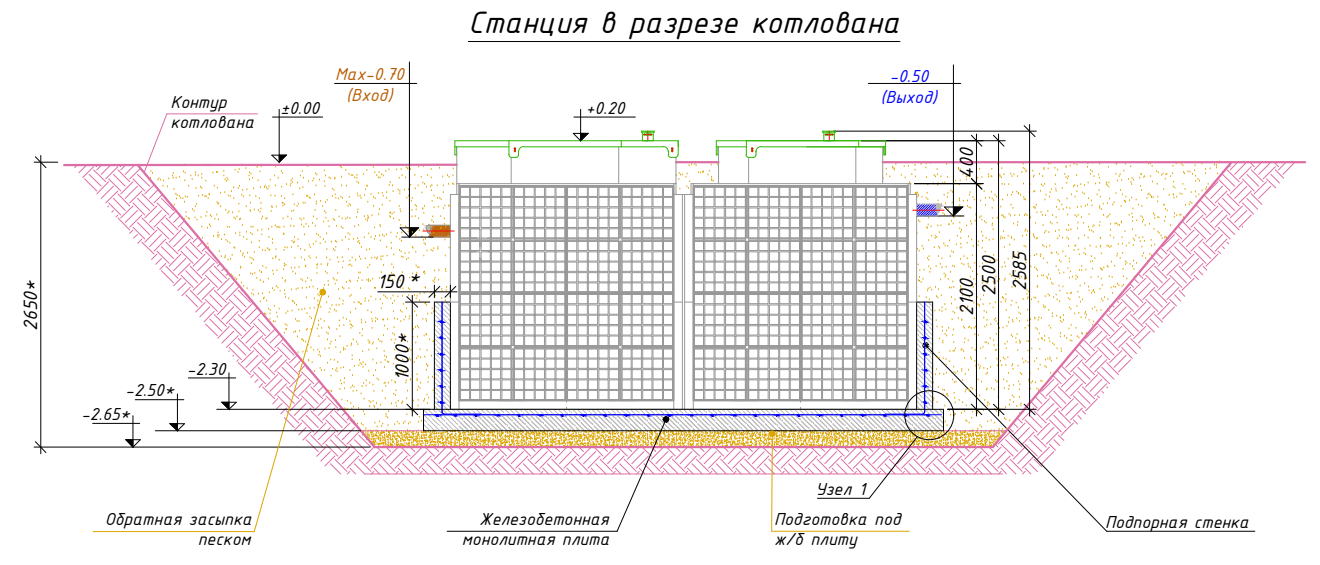 Станция в разрезе котлована
Max-0.70
(Вход)
-0.50
(Выход)
Контур
котлована
±0.00
+0.20
400
150 *
2650*
1000*
2100
2500
2585
-2.30
-2.50*
-2.65*
Узел 1
Обратная засыпка
песком
Железобетонная
монолитная плита
Подготовка под
ж/б плиту
Подпорная стенка